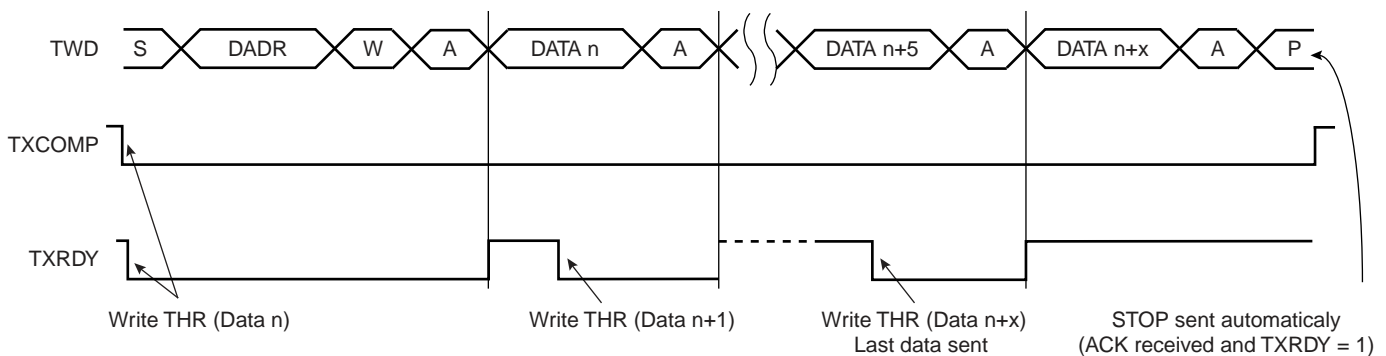 TWD S DADR W A DATA n A DATA n+5 A DATA n+x A P
TXCOMP
TXRDY
Write THR (Data n)
Write THR (Data n+1)
Write THR (Data n+x)
Last data sent
STOP sent automaticaly
(ACK received and TXRDY = 1)